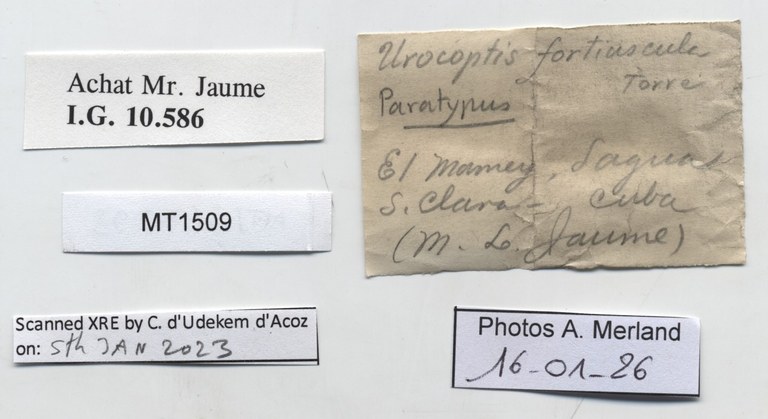 Achat Mr. Jaume
I.G. 10.586
MT1509
Scanned XRE by C. d'Udekem d'Acoz
on: 5th JAN 2023
Urocoptis fortiuscula
Torre
Paratypus
El Mamey, Sagua
S. Clara - Cuba
(M. L. Jaume)
Photos A. Merland
16-01-26